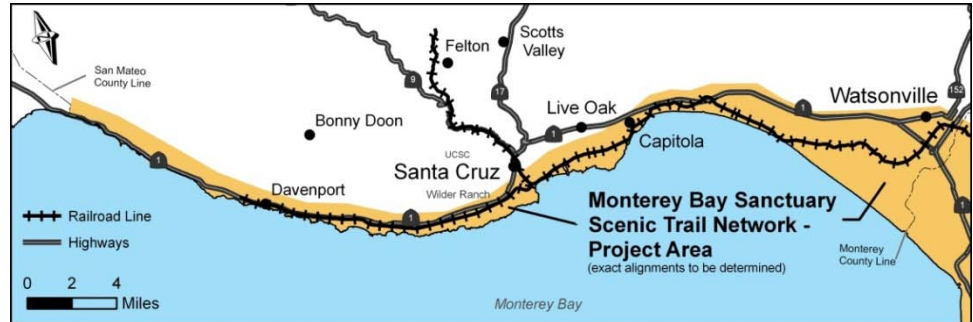 San Mateo
County Line
Felton
Scotts
Valley
9
17
1
152
Bonny Doon
Live Oak
1
Watsonville
UCSC
Santa Cruz
Capitola
1
Davenport
Wilder Ranch
1
Monterey Bay Sanctuary
Scenic Trail Network -
Project Area
(exact alignments to be determined)
1
Monterey
County Line
Railroad Line
Highways
0 2 4
Miles
Monterey Bay